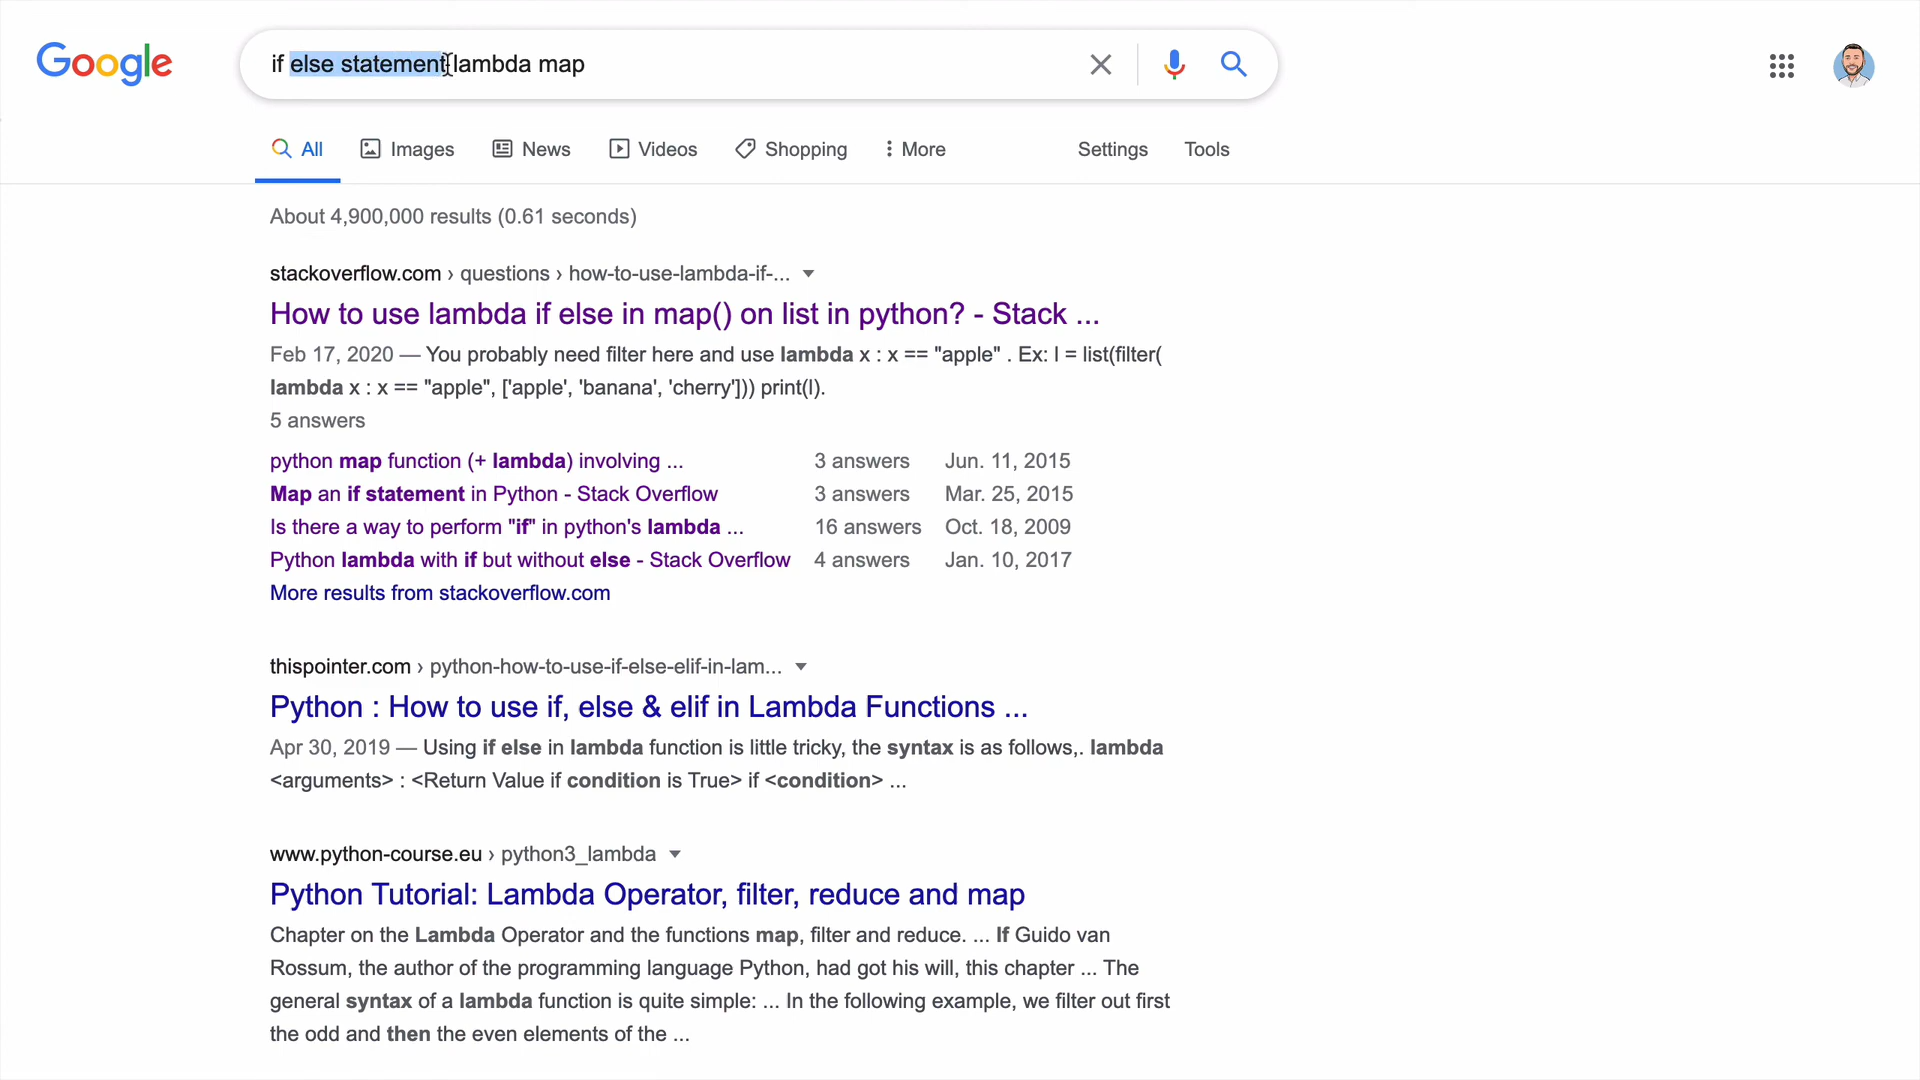 Google
if else statement lambda map
All Images News Videos Shopping More Settings Tools
About 4,900,000 results (0.61 seconds)
stackoverflow.com › questions › how-to-use-lambda-if-...
How to use lambda if else in map() on list in python? - Stack ...
Feb 17, 2020 — You probably need filter here and use lambda x : x == "apple" . Ex: l = list(filter(
lambda x : x == "apple", ['apple', 'banana', 'cherry'])) print(l).
5 answers
python map function (+ lambda) involving ... 3 answers Jun. 11, 2015
Map an if statement in Python - Stack Overflow 3 answers Mar. 25, 2015
Is there a way to perform "if" in python's lambda ... 16 answers Oct. 18, 2009
Python lambda with if but without else - Stack Overflow 4 answers Jan. 10, 2017
More results from stackoverflow.com
thispointer.com › python-how-to-use-if-else-elif-in-lam...
Python : How to use if, else & elif in Lambda Functions ...
Apr 30, 2019 — Using if else in lambda function is little tricky, the syntax is as follows,. lambda
<arguments> : <Return Value if condition is True> if <condition> ...
www.python-course.eu › python3_lambda
Python Tutorial: Lambda Operator, filter, reduce and map
Chapter on the Lambda Operator and the functions map, filter and reduce. ... If Guido van
Rossum, the author of the programming language Python, had got his will, this chapter ... The
general syntax of a lambda function is quite simple: ... In the following example, we filter out first
the odd and then the even elements of the ...